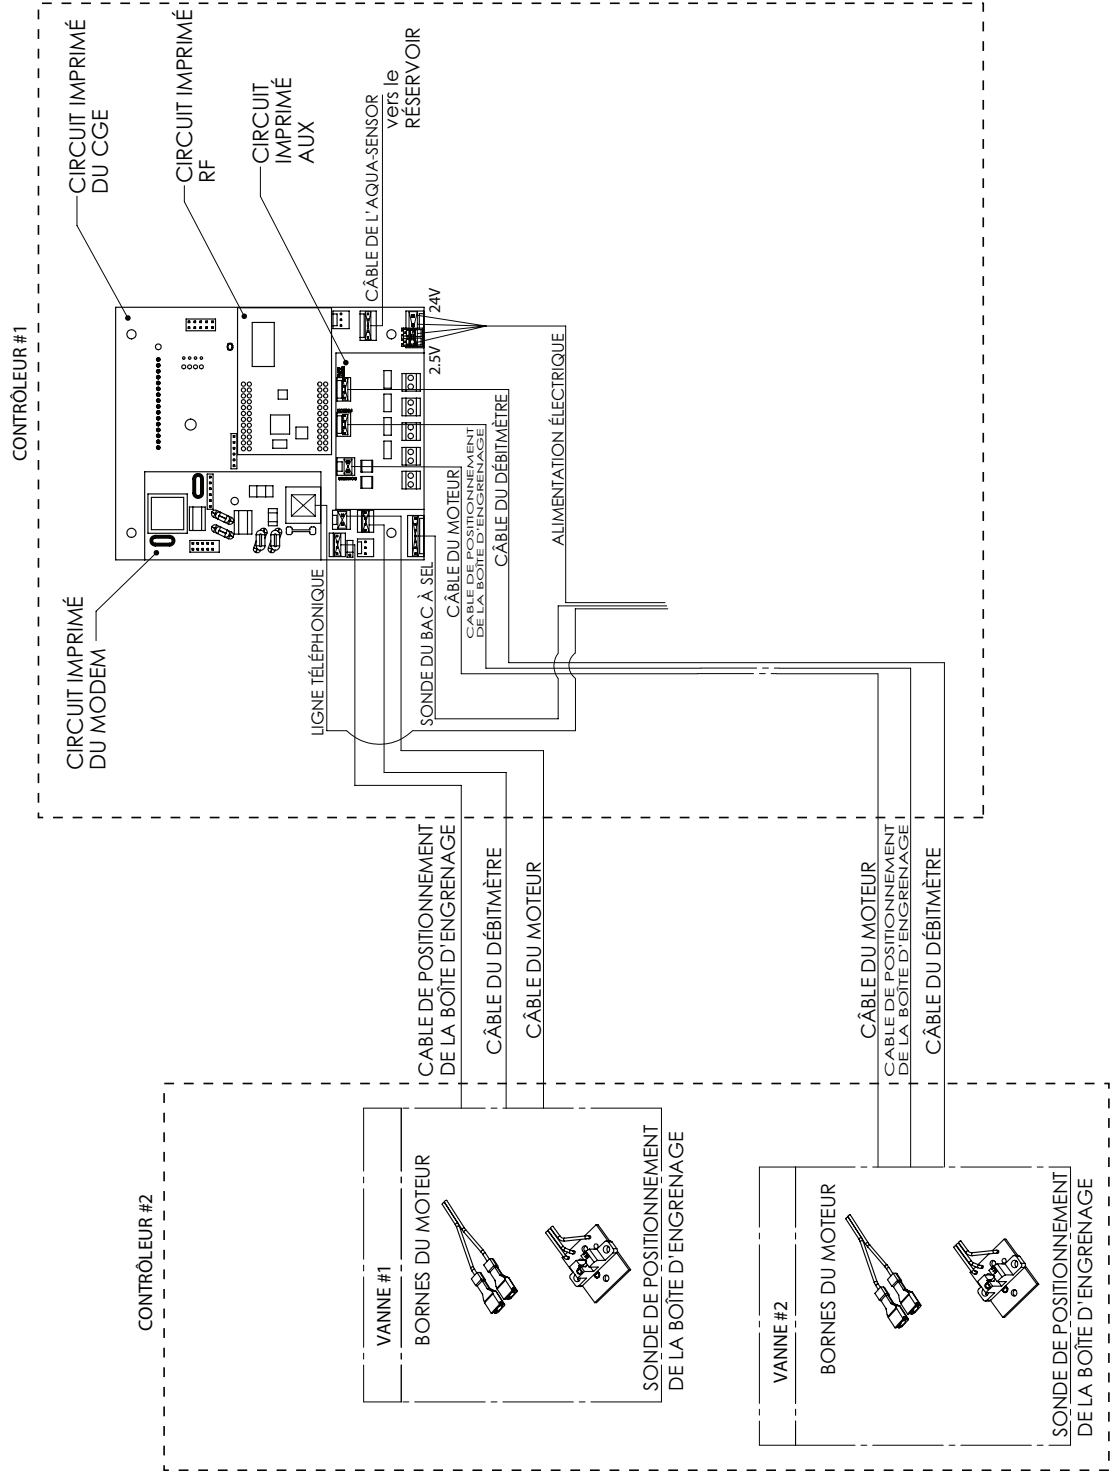 CONTRÔLEUR #1
CIRCUIT IMPRIMÉ
DU CGE
CIRCUIT IMPRIMÉ
RF
CIRCUIT
IMPRIMÉ
AUX
CIRCUIT IMPRIMÉ
DU MODEM
CÂBLE DE L'AQUA-SENSOR
vers le
RÉSERVOIR
2.5V
24V
LIGNE TÉLÉPHONIQUE
SONDE DU BAC À SEL
CÂBLE DU MOTEUR
CABLE DE POSITIONNEMENT
DE LA BOÎTE D'ENGRENAGE
CÂBLE DU DÉBITMÈTRE
ALIMENTATION ÉLECTRIQUE
CABLE DE POSITIONNEMENT
DE LA BOÎTE D'ENGRENAGE
CÂBLE DU DÉBITMÈTRE
CÂBLE DU MOTEUR
CÂBLE DU MOTEUR
CABLE DE POSITIONNEMENT
DE LA BOÎTE D'ENGRENAGE
CÂBLE DU DÉBITMÈTRE
CONTRÔLEUR #2
VANNE #1
BORNES DU MOTEUR
SONDE DE POSITIONNEMENT
DE LA BOÎTE D'ENGRENAGE
VANNE #2
BORNES DU MOTEUR
SONDE DE POSITIONNEMENT
DE LA BOÎTE D'ENGRENAGE